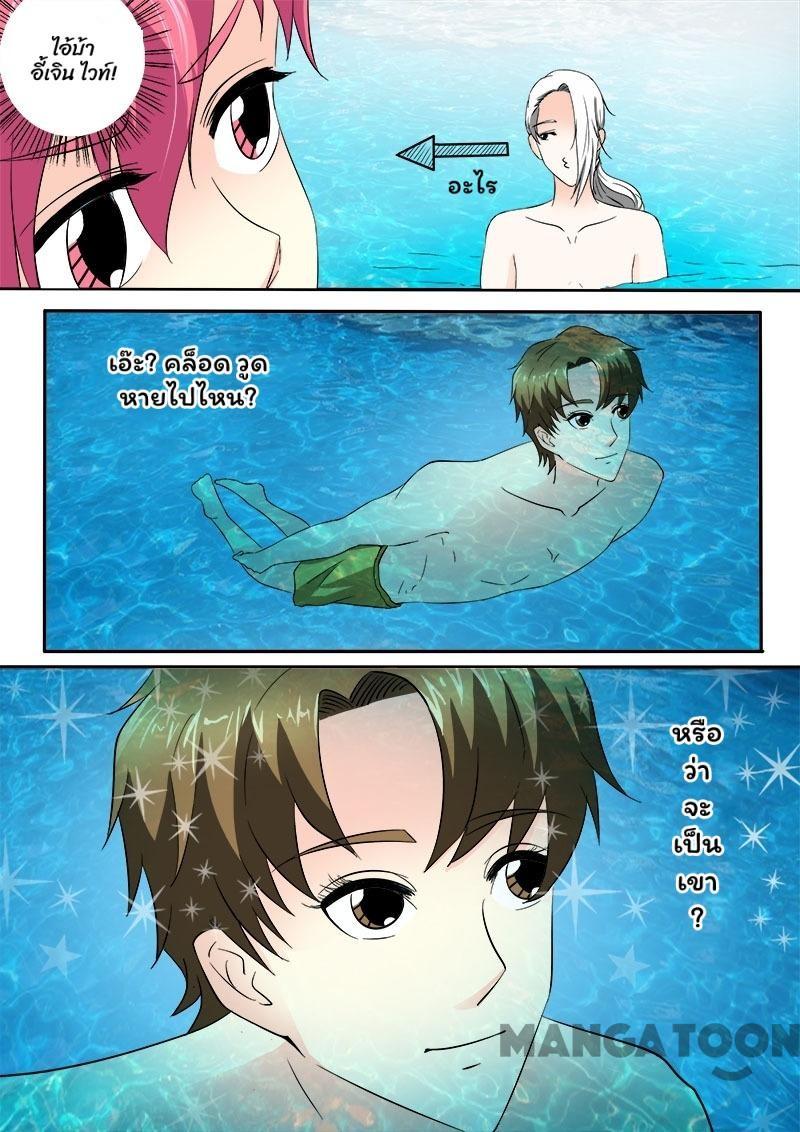 ไอ้บ้า
อี้เจิน ไวท์!
อะไร
เอ๊ะ? คล็อด วูด
หายไปไหน?
หรือ
ว่า
จะ
เป็น
เขา
?
MANGATOON